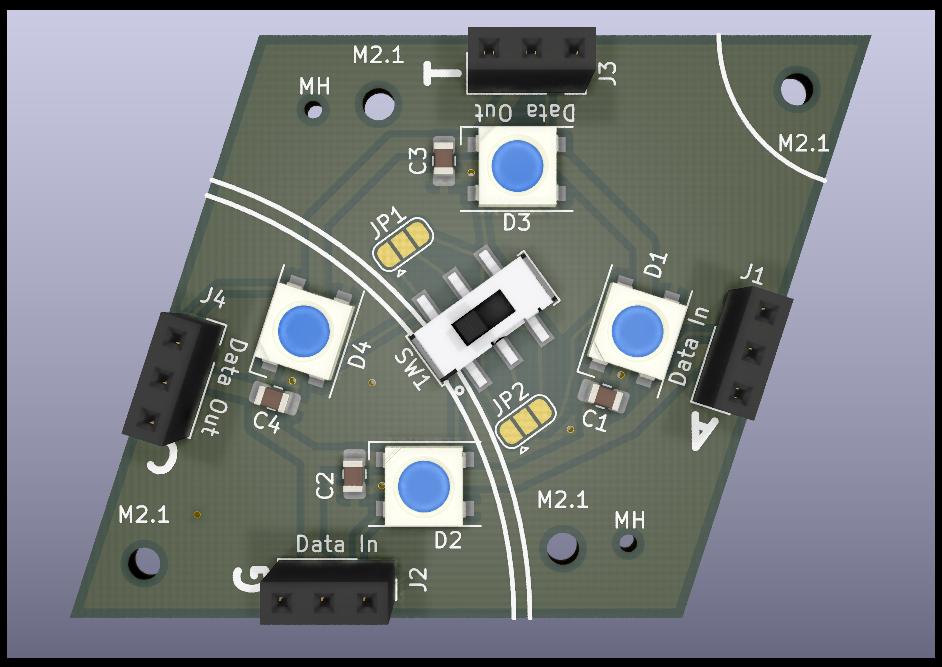 M2.1
T
J3
MH
Data Out
M2.1
C3
D3
JP1
D1
J1
J4
Data In
SW1
D4
Data Out
JP2
C4
C1
A
C
C2
M2.1
M2.1
MH
D2
Data In
G
J2